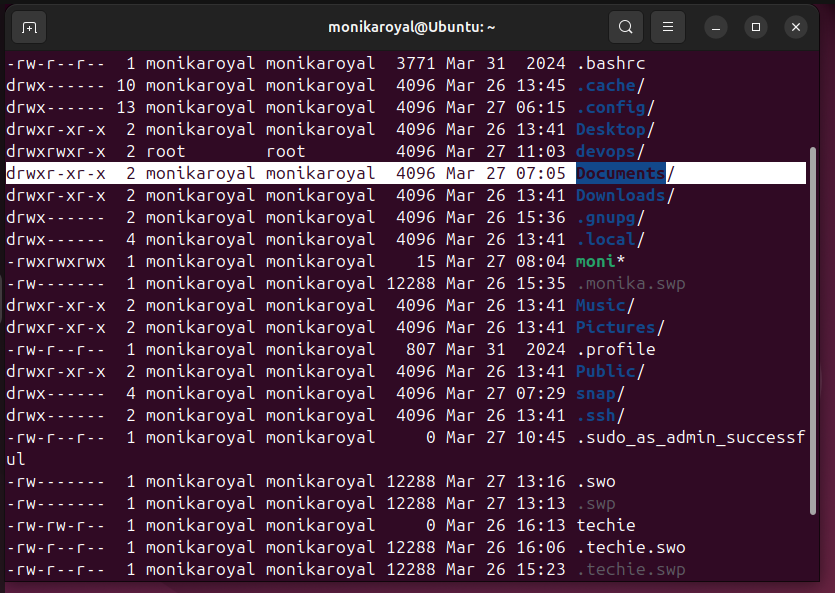 monikaroyal@Ubuntu: ~
-rw-r--r--  1 monikaroyal monikaroyal  3771 Mar 31  2024 .bashrc
drwx------ 10 monikaroyal monikaroyal  4096 Mar 26 13:45 .cache/
drwx------ 13 monikaroyal monikaroyal  4096 Mar 27 06:15 .config/
drwxr-xr-x  2 monikaroyal monikaroyal  4096 Mar 26 13:41 Desktop/
drwxrwxr-x  2 root        root         4096 Mar 27 11:03 devops/
drwxr-xr-x  2 monikaroyal monikaroyal  4096 Mar 27 07:05 Documents/
drwxr-xr-x  2 monikaroyal monikaroyal  4096 Mar 26 13:41 Downloads/
drwx------  2 monikaroyal monikaroyal  4096 Mar 26 15:36 .gnupg/
drwx------  4 monikaroyal monikaroyal  4096 Mar 26 13:41 .local/
-rwxrwxrwx  1 monikaroyal monikaroyal    15 Mar 27 08:04 moni*
-rw-------  1 monikaroyal monikaroyal 12288 Mar 26 15:35 .monika.swp
drwxr-xr-x  2 monikaroyal monikaroyal  4096 Mar 26 13:41 Music/
drwxr-xr-x  2 monikaroyal monikaroyal  4096 Mar 26 13:41 Pictures/
-rw-r--r--  1 monikaroyal monikaroyal   807 Mar 31  2024 .profile
drwxr-xr-x  2 monikaroyal monikaroyal  4096 Mar 26 13:41 Public/
drwx------  4 monikaroyal monikaroyal  4096 Mar 27 07:29 snap/
drwx------  2 monikaroyal monikaroyal  4096 Mar 26 13:41 .ssh/
-rw-r--r--  1 monikaroyal monikaroyal     0 Mar 27 10:45 .sudo_as_admin_successf
ul
-rw-------  1 monikaroyal monikaroyal 12288 Mar 27 13:16 .swo
-rw-------  1 monikaroyal monikaroyal 12288 Mar 27 13:13 .swp
-rw-rw-r--  1 monikaroyal monikaroyal     0 Mar 26 16:13 techie
-rw-r--r--  1 monikaroyal monikaroyal 12288 Mar 26 16:06 .techie.swo
-rw-r--r--  1 monikaroyal monikaroyal 12288 Mar 26 15:23 .techie.swp